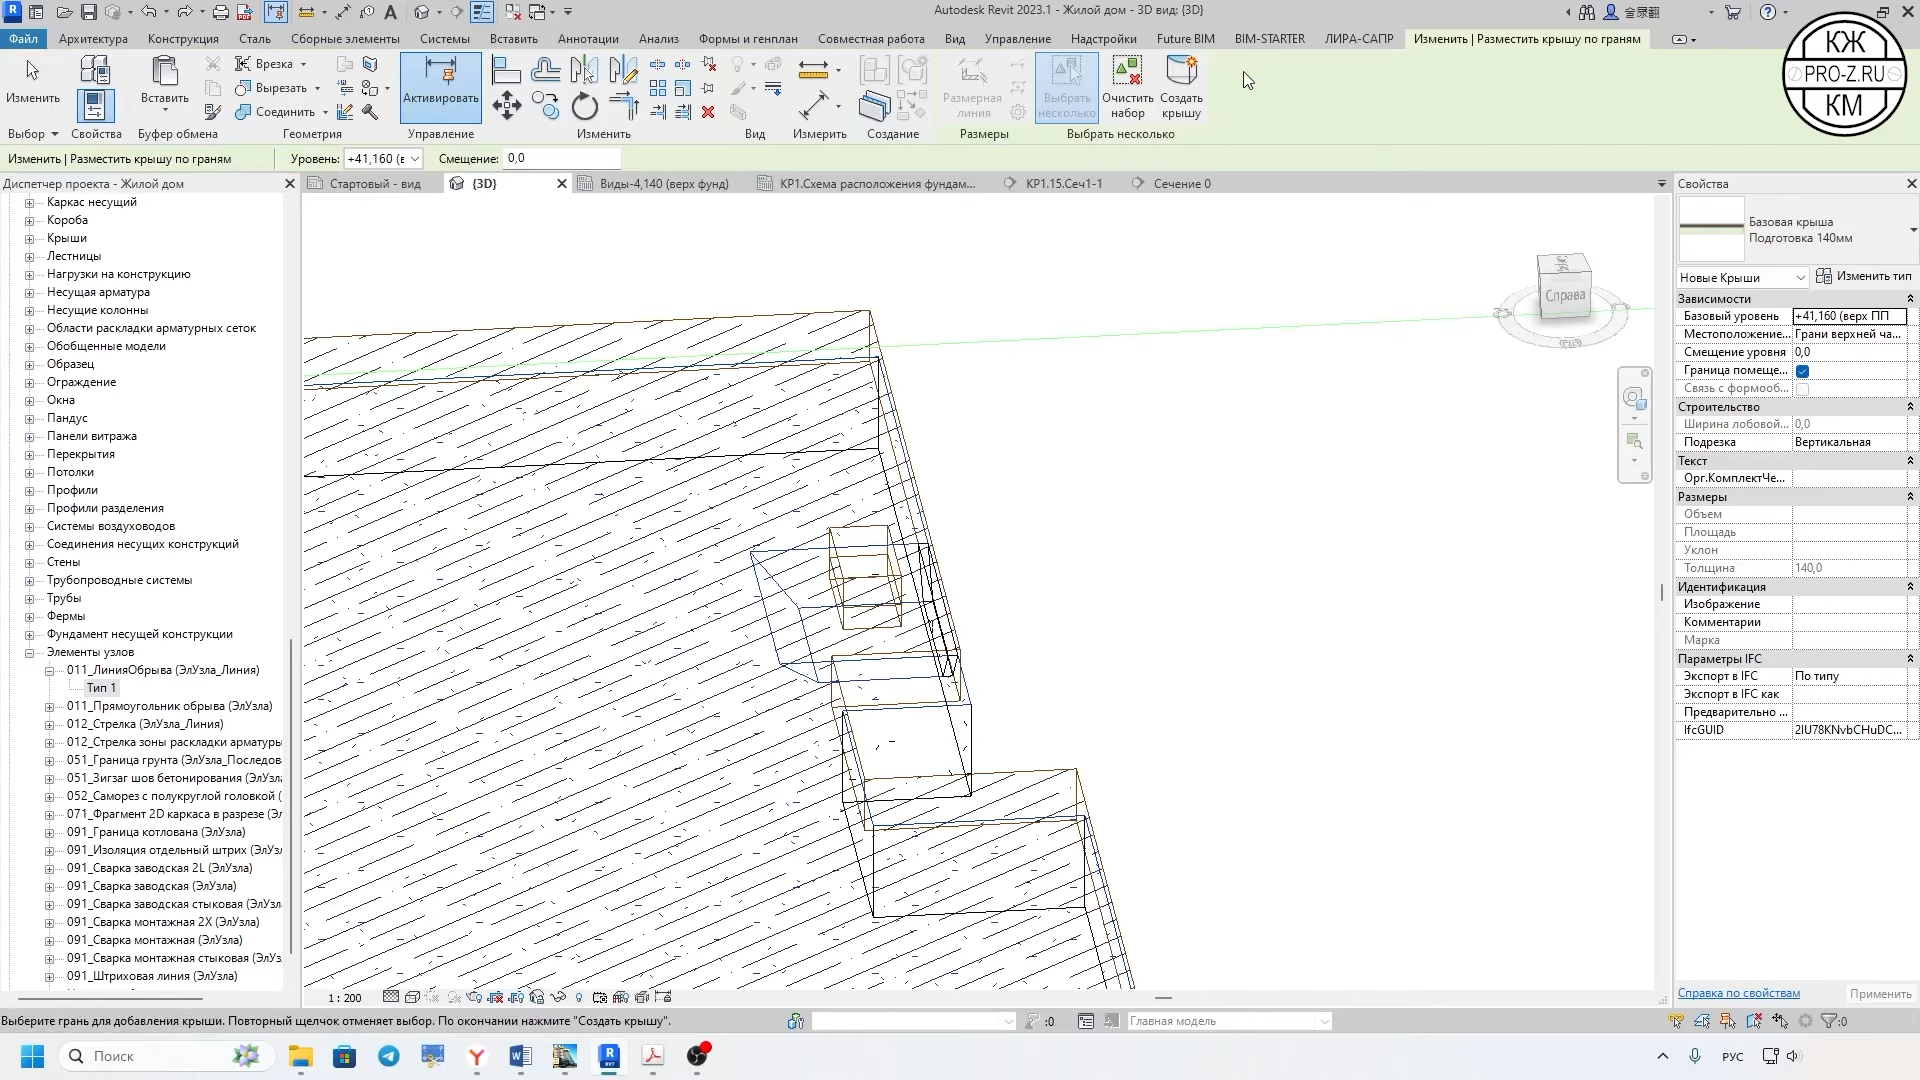 Autodesk Revit 2023.1 - Жилой дом - 3D вид: {3D}
Файл
Архитектура
Конструкция
Сталь
Сборные элементы
Системы
Вставить
Аннотации
Анализ
Формы и генплан
Совместная работа
Вид
Управление
Надстройки
Future BIM
BIM-STARTER
ЛИРА-САПР
Изменить | Разместить крышу по граням
КЖ
PRO-Z.RU
КМ
Изменить
Вставить
Врезка
Вырезать
Соединить
Активировать
Размерная линия
Выбрать несколько
Очистить набор
Создать крышу
Выбор
Свойства
Буфер обмена
Геометрия
Управление
Изменить
Вид
Измерить
Создание
Размеры
Выбрать несколько
Изменить | Разместить крышу по граням
Уровень:
+41,160 (в
Смещение:
0,0
Диспетчер проекта - Жилой дом
Стартовый - вид
{3D}
Виды-4,140 (верх фунд)
КР1.Схема расположения фундам...
КР1.15.Сеч1-1
Сечение 0
Каркас несущий
Короба
Крыши
Лестницы
Нагрузки на конструкцию
Несущая арматура
Несущие колонны
Области раскладки арматурных сеток
Обобщенные модели
Образец
Ограждение
Окна
Пандус
Панели витража
Перекрытия
Потолки
Профили
Профили разделения
Системы воздуховодов
Соединения несущих конструкций
Стены
Трубопроводные системы
Трубы
Фермы
Фундамент несущей конструкции
Элементы узлов
011_ЛинияОбрыва (ЭлУзла_Линия)
Тип 1
011_Прямоугольник обрыва (ЭлУзла)
012_Стрелка (ЭлУзла_Линия)
012_Стрелка зоны раскладки арматуры
051_Граница грунта (ЭлУзла_Последов
051_Зигзаг шов бетонирования (ЭлУзла
052_Саморез с полукруглой головкой (
071_Фрагмент 2D каркаса в разрезе (Эл
091_Граница котлована (ЭлУзла)
091_Изоляция отдельный штрих (ЭлУзл
091_Сварка заводская 2L (ЭлУзла)
091_Сварка заводская (ЭлУзла)
091_Сварка заводская стыковая (ЭлУзл
091_Сварка монтажная 2X (ЭлУзла)
091_Сварка монтажная (ЭлУзла)
091_Сварка монтажная стыковая (ЭлУз
091_Штриховая линия (ЭлУзла)
Справа
1 : 200
Свойства
Базовая крыша
Подготовка 140мм
Новые Крыши
Изменить тип
Зависимости
Базовый уровень +41,160 (верх ПП
Местоположение... Грани верхней ча...
Смещение уровня 0,0
Граница помеще...
Связь с формооб...
Строительство
Ширина лобовой... 0,0
Подрезка Вертикальная
Текст
Орг.КомплектЧе...
Размеры
Объем
Площадь
Уклон
Толщина 140,0
Идентификация
Изображение
Комментарии
Марка
Параметры IFC
Экспорт в IFC По типу
Экспорт в IFC как
Предварительно ...
IfcGUID 2IU78KNvbCHuDC...
Справка по свойствам
Применить
Выберите грань для добавления крыши. Повторный щелчок отменяет выбор. По окончании нажмите "Создать крышу".
:0
Главная модель
:0
Поиск
РУС